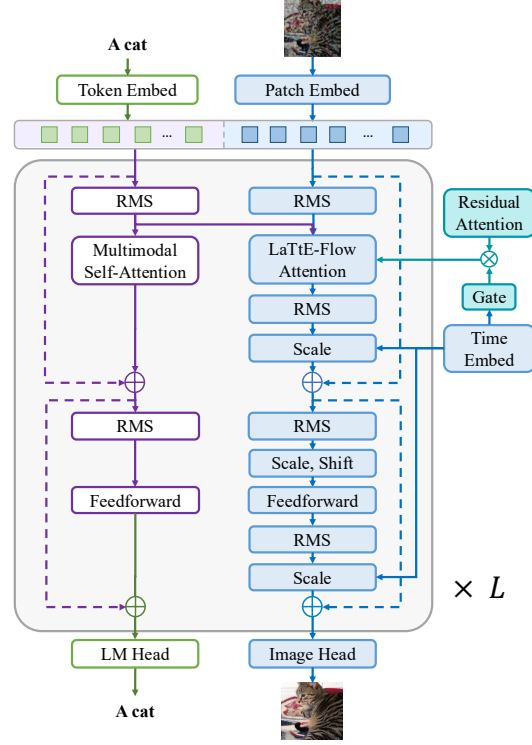 A cat
Token Embed
Patch Embed
...
...
RMS
RMS
Residual
Attention
Multimodal
Self-Attention
LaTtE-Flow
Attention
Gate
RMS
Time
Embed
Scale
RMS
RMS
Scale, Shift
Feedforward
Feedforward
RMS
Scale
× L
LM Head
Image Head
A cat